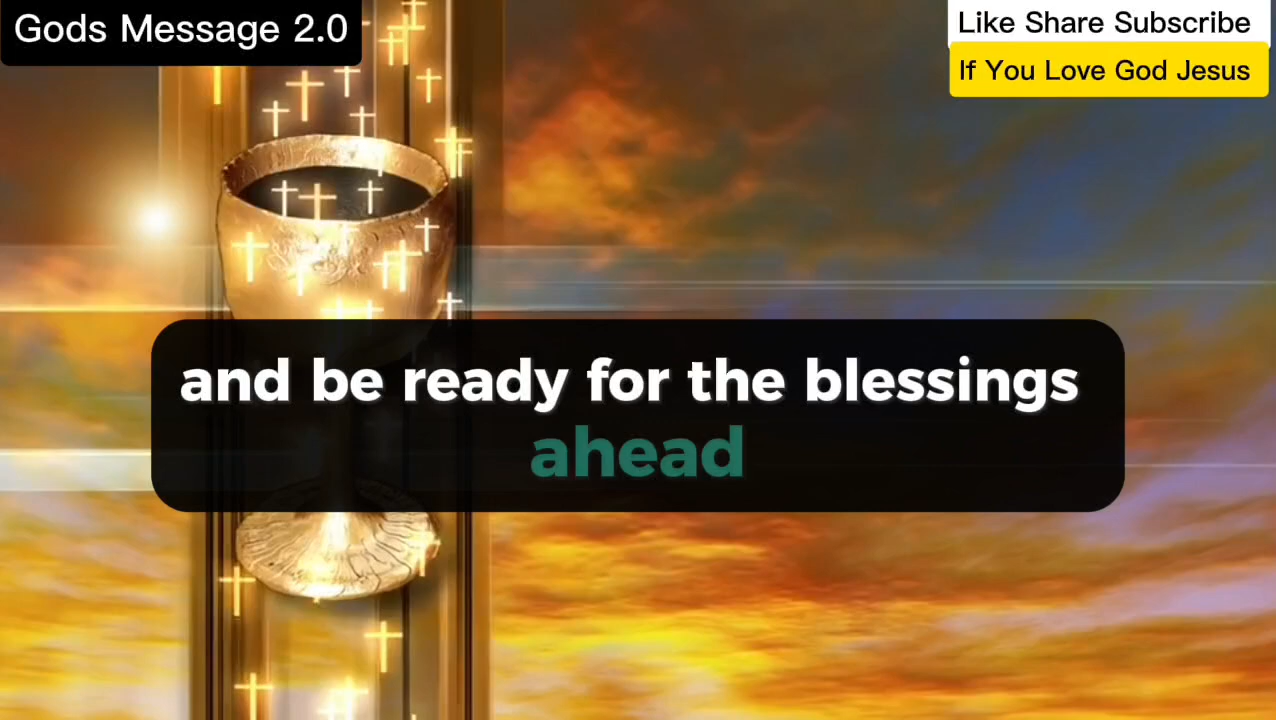 Gods Message 2.0
Like Share Subscribe
If You Love God Jesus
and be ready for the blessings
ahead